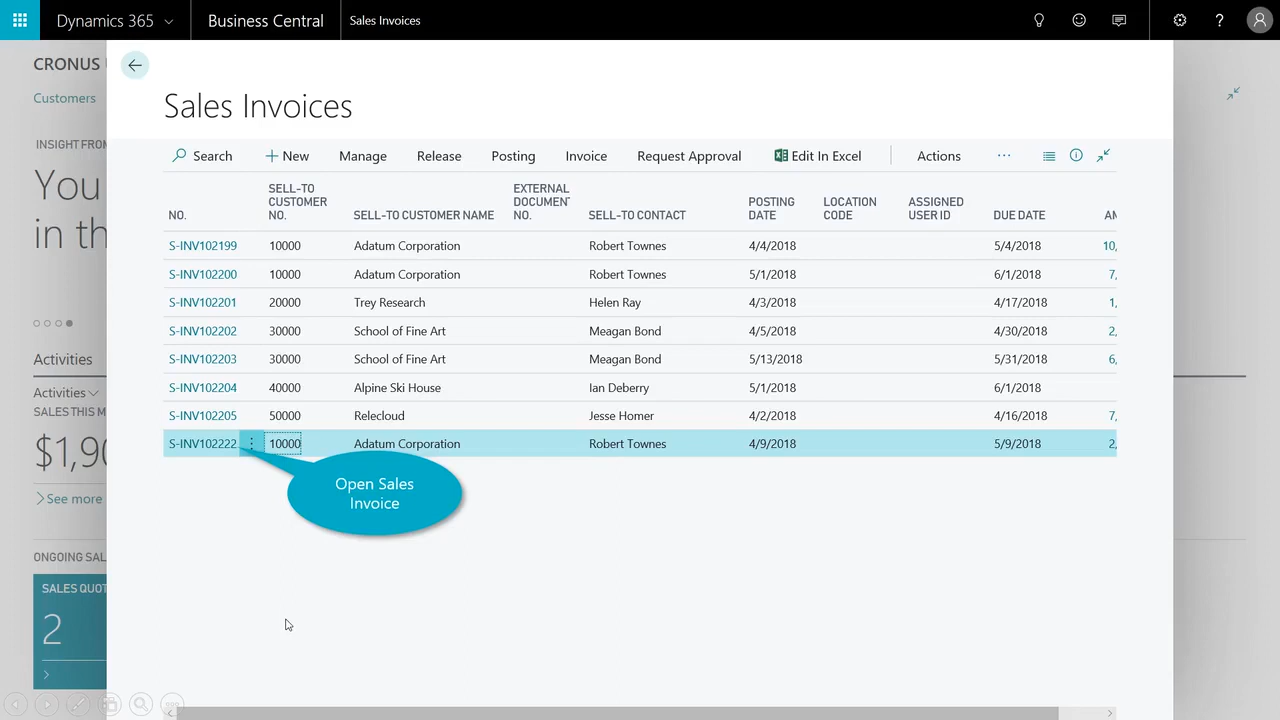 Dynamics 365 Business Central Sales Invoices ?
CRONUS
Customers
INSIGHT FROM
You
in th
Activities
Activities
SALES THIS M
$1,90
See more
ONGOING SAL
SALES QUOT
2
Sales Invoices
Search New Manage Release Posting Invoice Request Approval Edit In Excel Actions ...
NO. SELL-TO CUSTOMER NO. SELL-TO CUSTOMER NAME EXTERNAL DOCUMENT NO. SELL-TO CONTACT POSTING DATE LOCATION CODE ASSIGNED USER ID DUE DATE AM
S-INV102199 10000 Adatum Corporation Robert Townes 4/4/2018 5/4/2018 10,
S-INV102200 10000 Adatum Corporation Robert Townes 5/1/2018 6/1/2018 7,
S-INV102201 20000 Trey Research Helen Ray 4/3/2018 4/17/2018 1,
S-INV102202 30000 School of Fine Art Meagan Bond 4/5/2018 4/30/2018 2,
S-INV102203 30000 School of Fine Art Meagan Bond 5/13/2018 5/31/2018 6,
S-INV102204 40000 Alpine Ski House Ian Deberry 5/1/2018 6/1/2018
S-INV102205 50000 Relecloud Jesse Homer 4/2/2018 4/16/2018 7,
S-INV102222 10000 Adatum Corporation Robert Townes 4/9/2018 5/9/2018 2,
Open Sales
Invoice